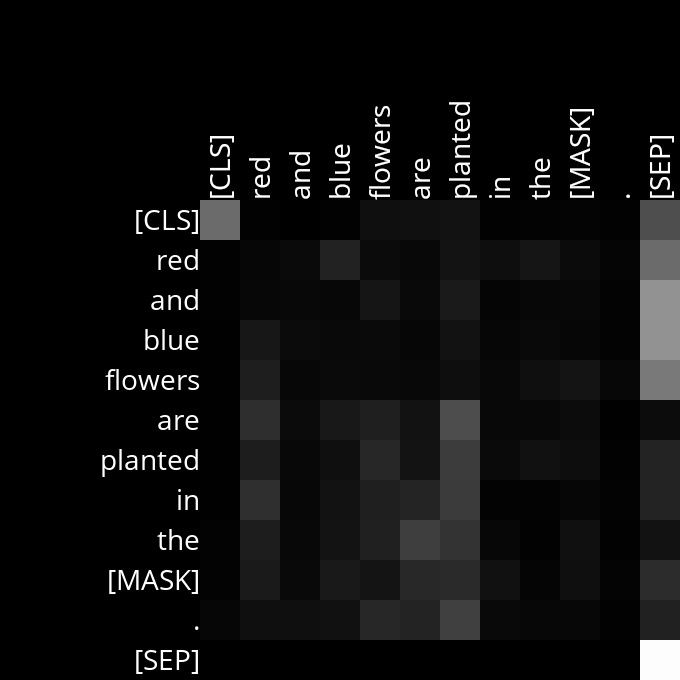 [CLS] red and blue flowers are planted in the [MASK] . [SEP]
[CLS]
red
and
blue
flowers
are
planted
in
the
[MASK]
.
[SEP]